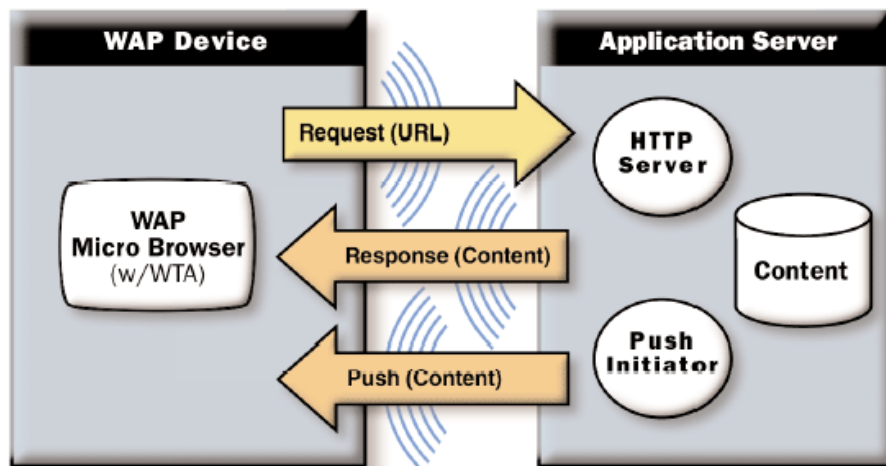 WAP Device
Application Server
Request (URL)
HTTP
Server
WAP
Micro Browser
(w/WTA)
Response (Content)
Content
Push
Initiator
Push (Content)